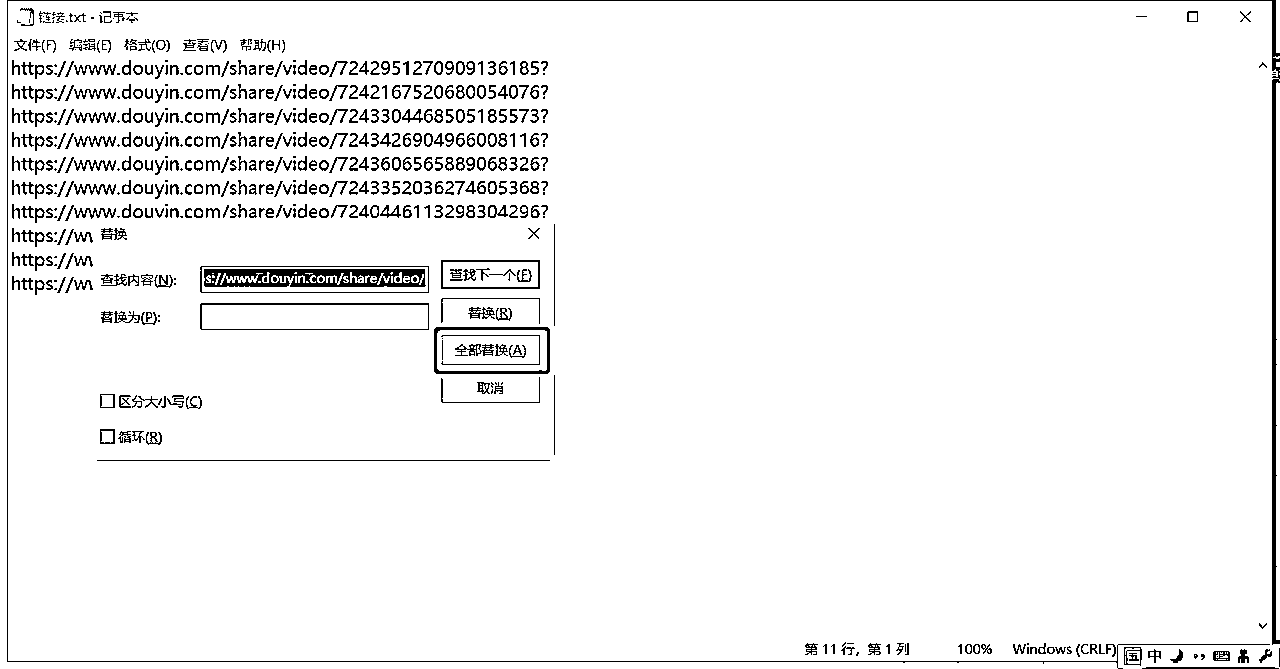 链接.txt - 记事本
文件(F) 编辑(E) 格式(O) 查看(V) 帮助(H)
https://www.douyin.com/share/video/7242951270909136185?
https://www.douyin.com/share/video/7242167520680054076?
https://www.douyin.com/share/video/7243304468505185573?
https://www.douyin.com/share/video/7243426904966008116?
https://www.douyin.com/share/video/7243606565889068326?
https://www.douyin.com/share/video/7243352036274605368?
https://www.douyin.com/share/video/7240446113298304296?
https://w
https://w
https://w
替换
查找内容(N):
s://www.douyin.com/share/video/
查找下一个(F)
替换为(P):
替换(R)
全部替换(A)
取消
区分大小写(C)
循环(R)
第 11 行, 第 1 列 100% Windows (CRLF)
中